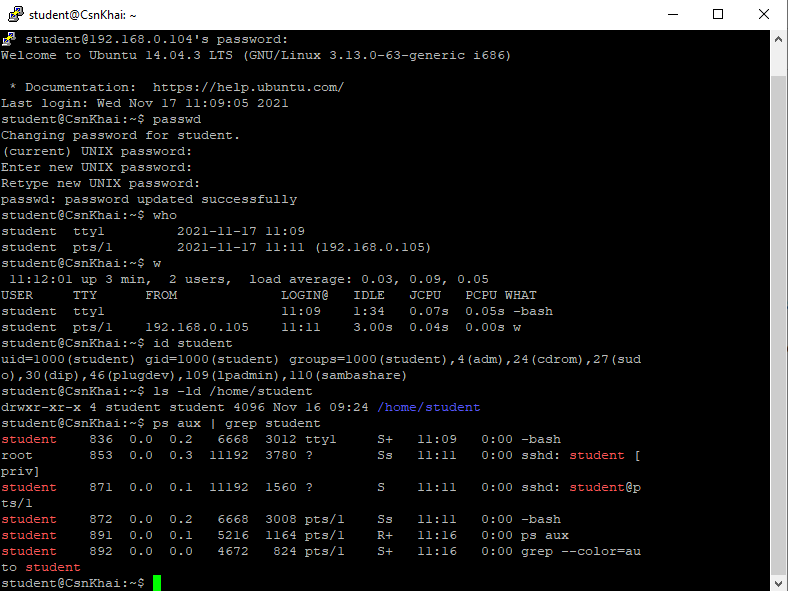 student@CsnKhai: ~
student@192.168.0.104's password:
Welcome to Ubuntu 14.04.3 LTS (GNU/Linux 3.13.0-63-generic i686)
 * Documentation:  https://help.ubuntu.com/
Last login: Wed Nov 17 11:09:05 2021
student@CsnKhai:~$ passwd
Changing password for student.
(current) UNIX password:
Enter new UNIX password:
Retype new UNIX password:
passwd: password updated successfully
student@CsnKhai:~$ who
student  tty1         2021-11-17 11:09
student  pts/1        2021-11-17 11:11 (192.168.0.105)
student@CsnKhai:~$ w
 11:12:01 up 3 min,  2 users,  load average: 0.03, 0.09, 0.05
USER     TTY      FROM             LOGIN@   IDLE   JCPU   PCPU WHAT
student  tty1                      11:09    1:34   0.07s  0.05s -bash
student  pts/1    192.168.0.105    11:11    3.00s  0.04s  0.00s w
student@CsnKhai:~$ id student
uid=1000(student) gid=1000(student) groups=1000(student),4(adm),24(cdrom),27(sud
o),30(dip),46(plugdev),109(lpadmin),110(sambashare)
student@CsnKhai:~$ ls -ld /home/student
drwxr-xr-x 4 student student 4096 Nov 16 09:24 /home/student
student@CsnKhai:~$ ps aux | grep student
student    836  0.0  0.2   6668  3012 tty1     S+   11:09   0:00 -bash
root       853  0.0  0.3  11192  3780 ?        Ss   11:11   0:00 sshd: student [
priv]
student    871  0.0  0.1  11192  1560 ?        S    11:11   0:00 sshd: student@p
ts/1
student    872  0.0  0.2   6668  3008 pts/1    Ss   11:11   0:00 -bash
student    891  0.0  0.1   5216  1164 pts/1    R+   11:16   0:00 ps aux
student    892  0.0  0.0   4672   824 pts/1    S+   11:16   0:00 grep --color=au
to student
student@CsnKhai:~$